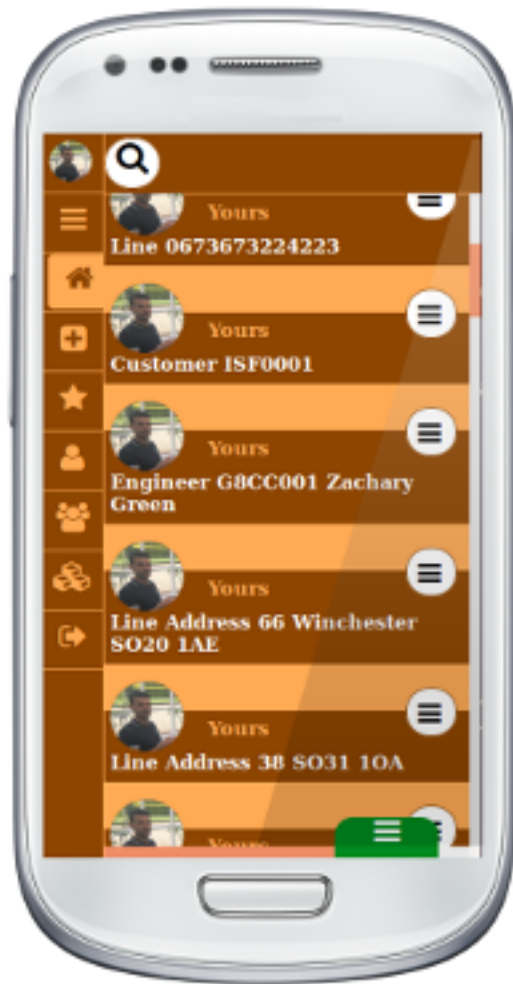 Yours
Line 0673673224223
Yours
Customer ISF0001
Yours
Engineer G8CC001 Zachary
Green
Yours
Line Address 66 Winchester
SO20 1AE
Yours
Line Address 38 SO31 1OA
Yours